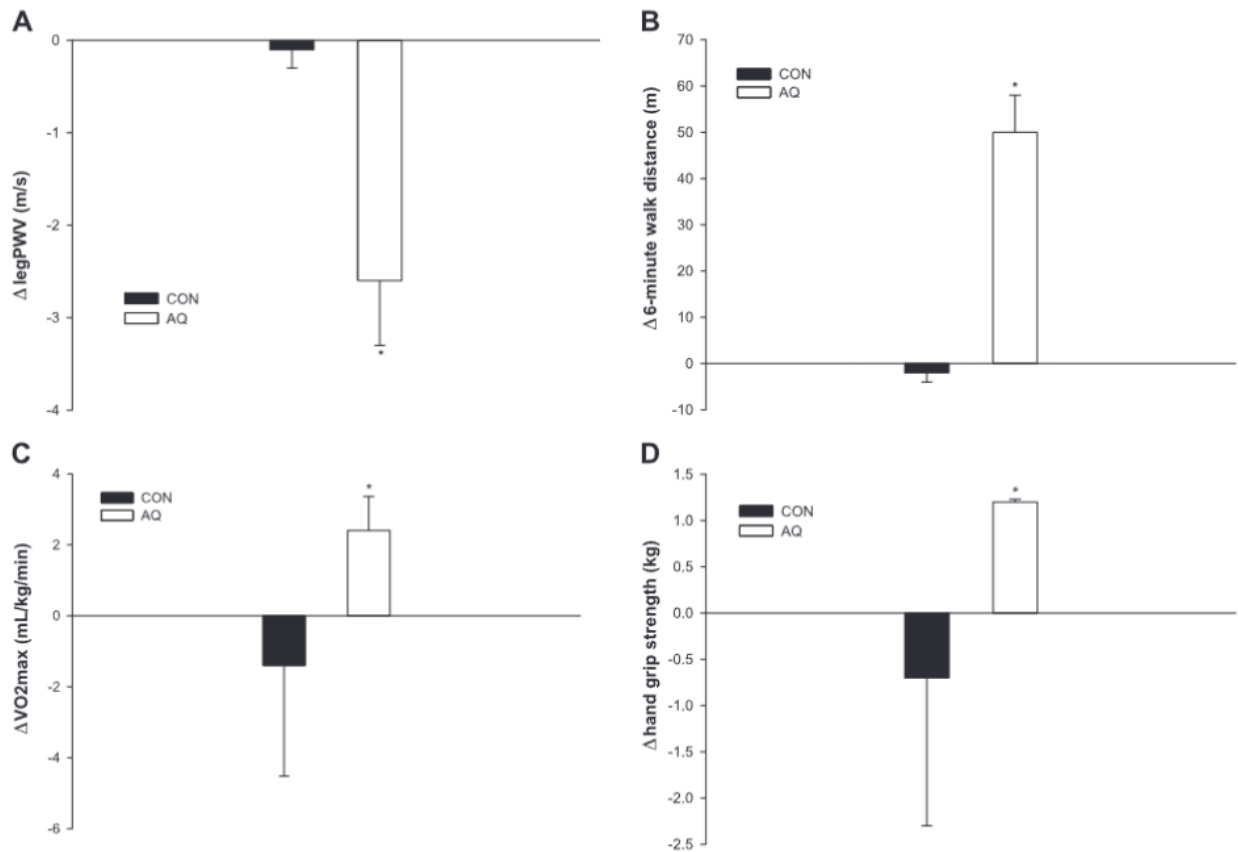 A
0
-1
-2
-3
-4
Δ legPWV (m/s)
CON
AQ
*
B
70
60
50
40
30
20
10
0
-10
Δ 6-minute walk distance (m)
CON
AQ
*
C
4
2
0
-2
-4
-6
ΔVO2max (mL/kg/min)
CON
AQ
*
D
1.5
1.0
0.5
0.0
-0.5
-1.0
-1.5
-2.0
-2.5
Δ hand grip strength (kg)
CON
AQ
*